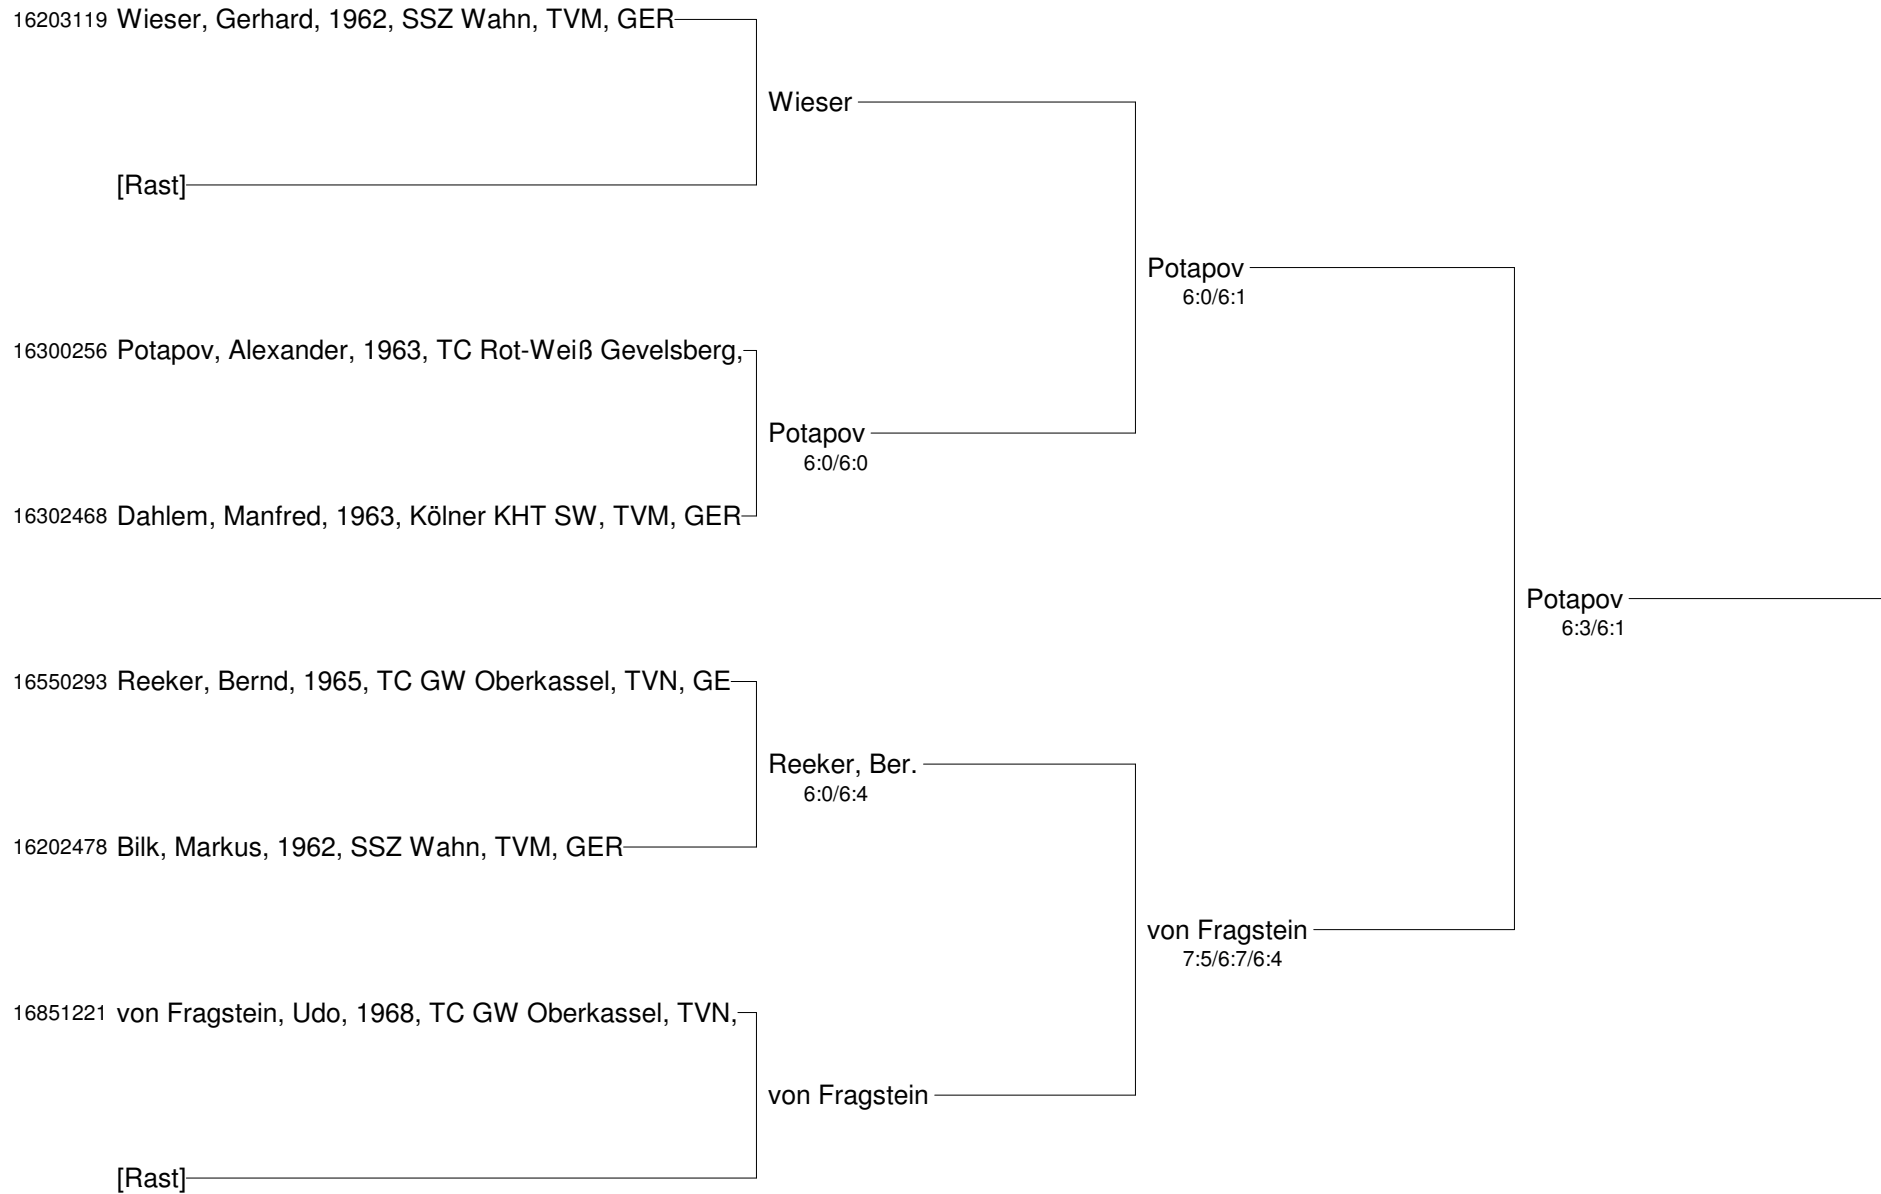 16203119 Wieser, Gerhard, 1962, SSZ Wahn, TVM, GER
Wieser
[Rast]
Potapov
6:0/6:1
16300256 Potapov, Alexander, 1963, TC Rot-Weiß Gevelsberg,
Potapov
6:0/6:0
16302468 Dahlem, Manfred, 1963, Kölner KHT SW, TVM, GER
Potapov
6:3/6:1
16550293 Reeker, Bernd, 1965, TC GW Oberkassel, TVN, GE
Reeker, Ber.
6:0/6:4
16202478 Bilk, Markus, 1962, SSZ Wahn, TVM, GER
von Fragstein
7:5/6:7/6:4
16851221 von Fragstein, Udo, 1968, TC GW Oberkassel, TVN,
von Fragstein
[Rast]